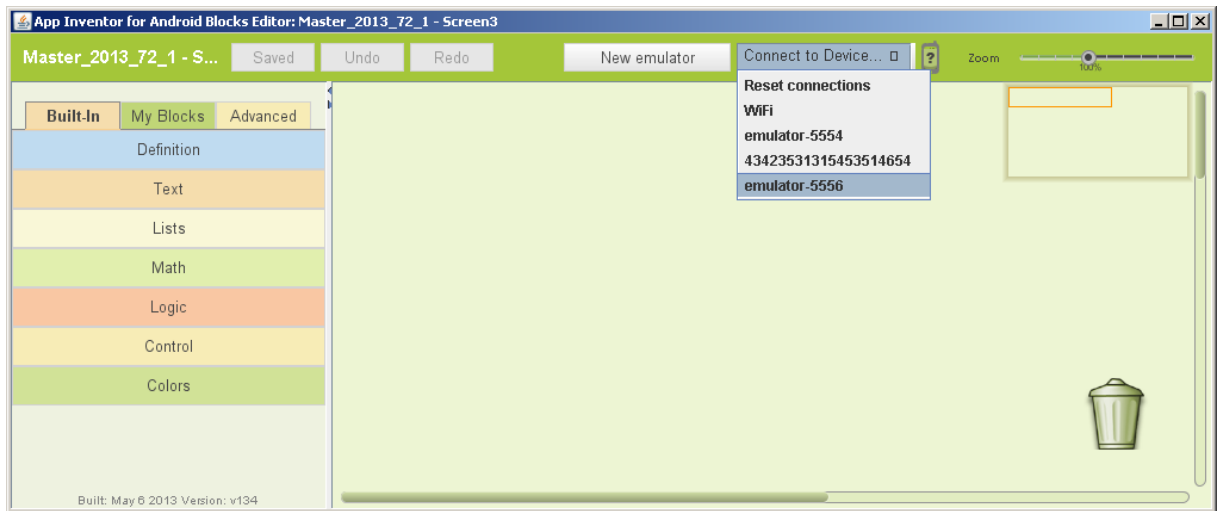 App Inventor for Android Blocks Editor: Master_2013_72_1 - Screen3
Master_2013_72_1 - S... Saved Undo Redo New emulator Connect to Device... ? Zoom
100%
Reset connections
WiFi
emulator-5554
43423531315453514654
emulator-5556
Built-In My Blocks Advanced
Definition
Text
Lists
Math
Logic
Control
Colors
Built: May 6 2013 Version: v134